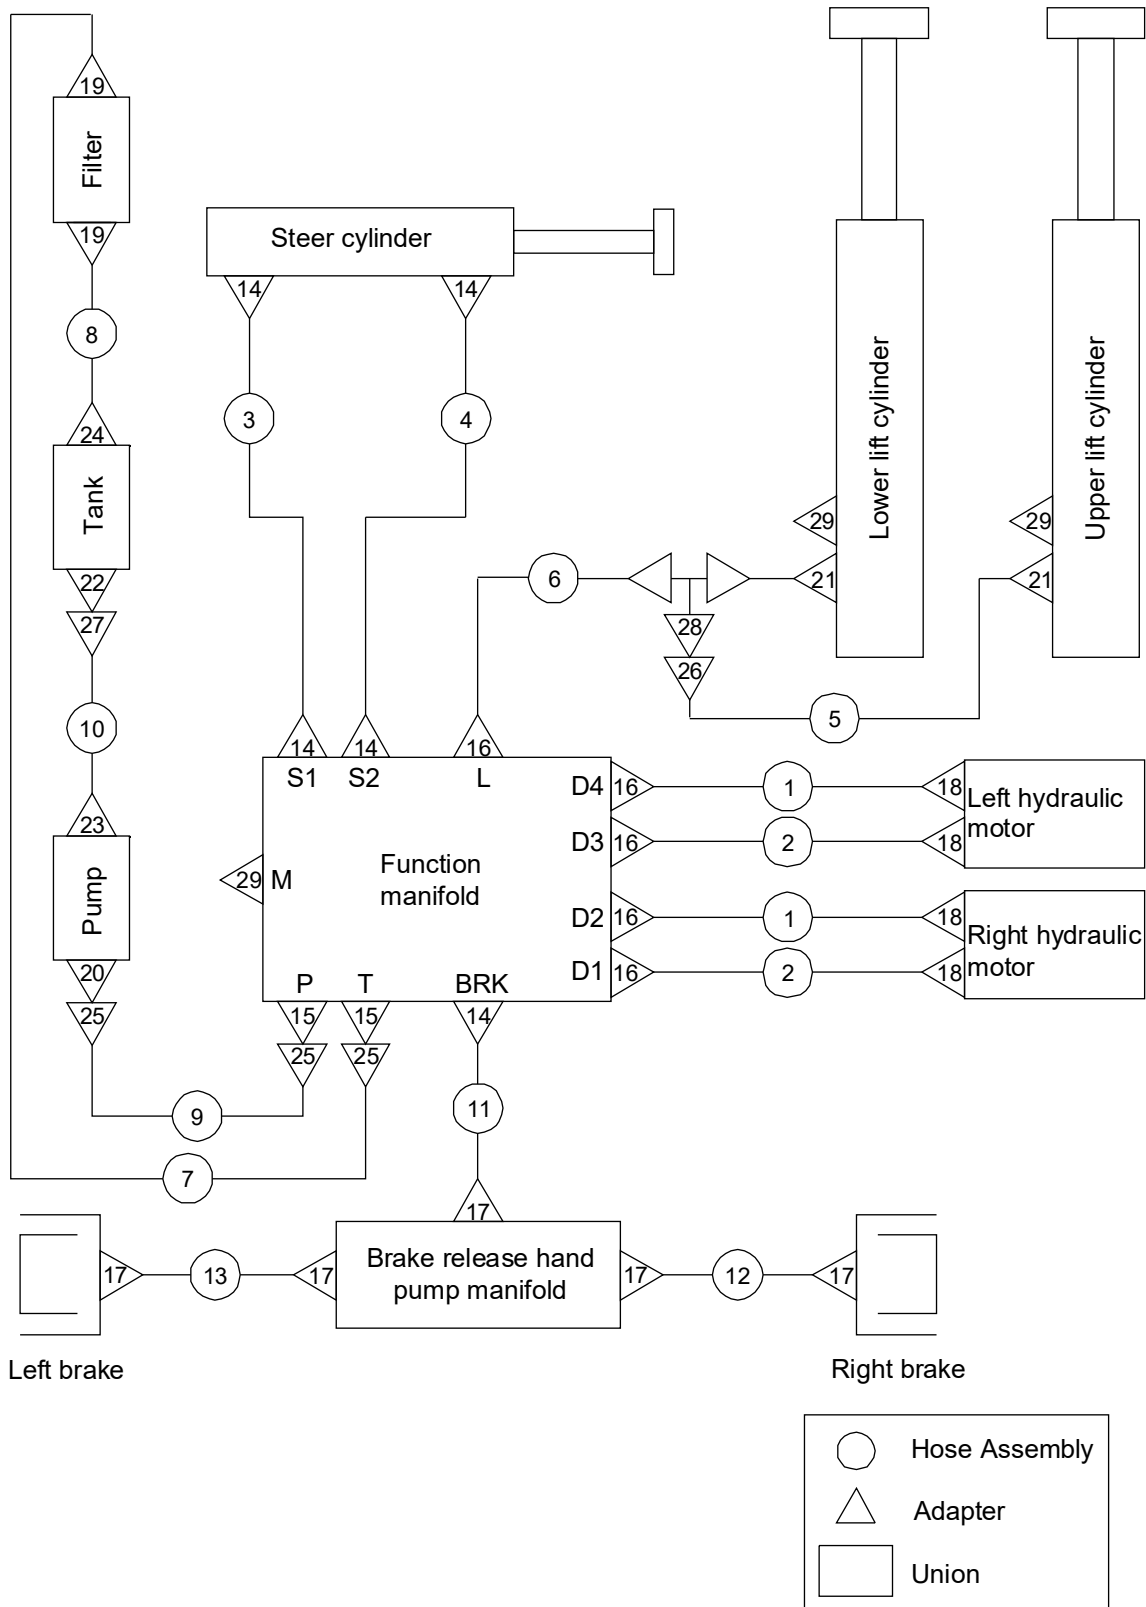 19
Filter
19
8
24
Tank
22
27
10
23
Pump
20
25
9
7
Steer cylinder
14
14
3
4
14
14
16
S1
S2
L
6
28
26
5
29
21
Lower lift cylinder
29
21
Upper lift cylinder
Function
manifold
29
M
D4
16
1
18
D3
16
2
18
Left hydraulic
motor
D2
16
1
18
D1
16
2
18
Right hydraulic
motor
P
T
BRK
15
15
14
25
25
11
17
Brake release hand
pump manifold
17
13
17
17
12
17
Left brake
Right brake
Hose Assembly
Adapter
Union